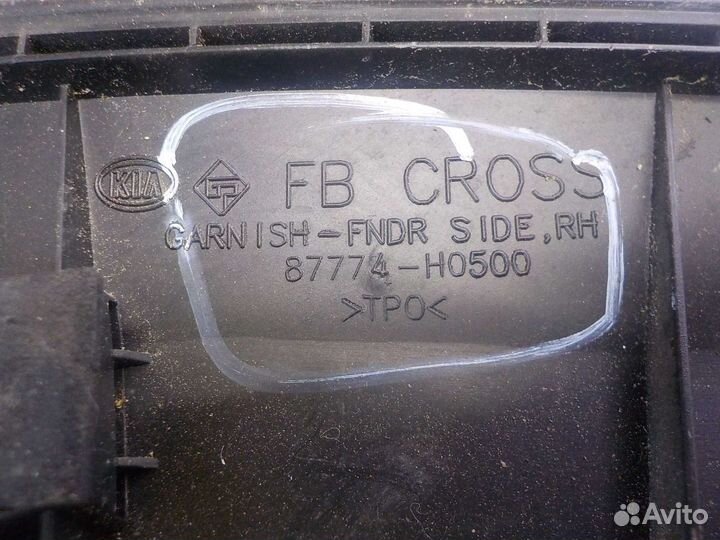 KIA FB CROSS
GARNISH-FNDR SIDE,RH
87774-H0500
>TPO<
Avito